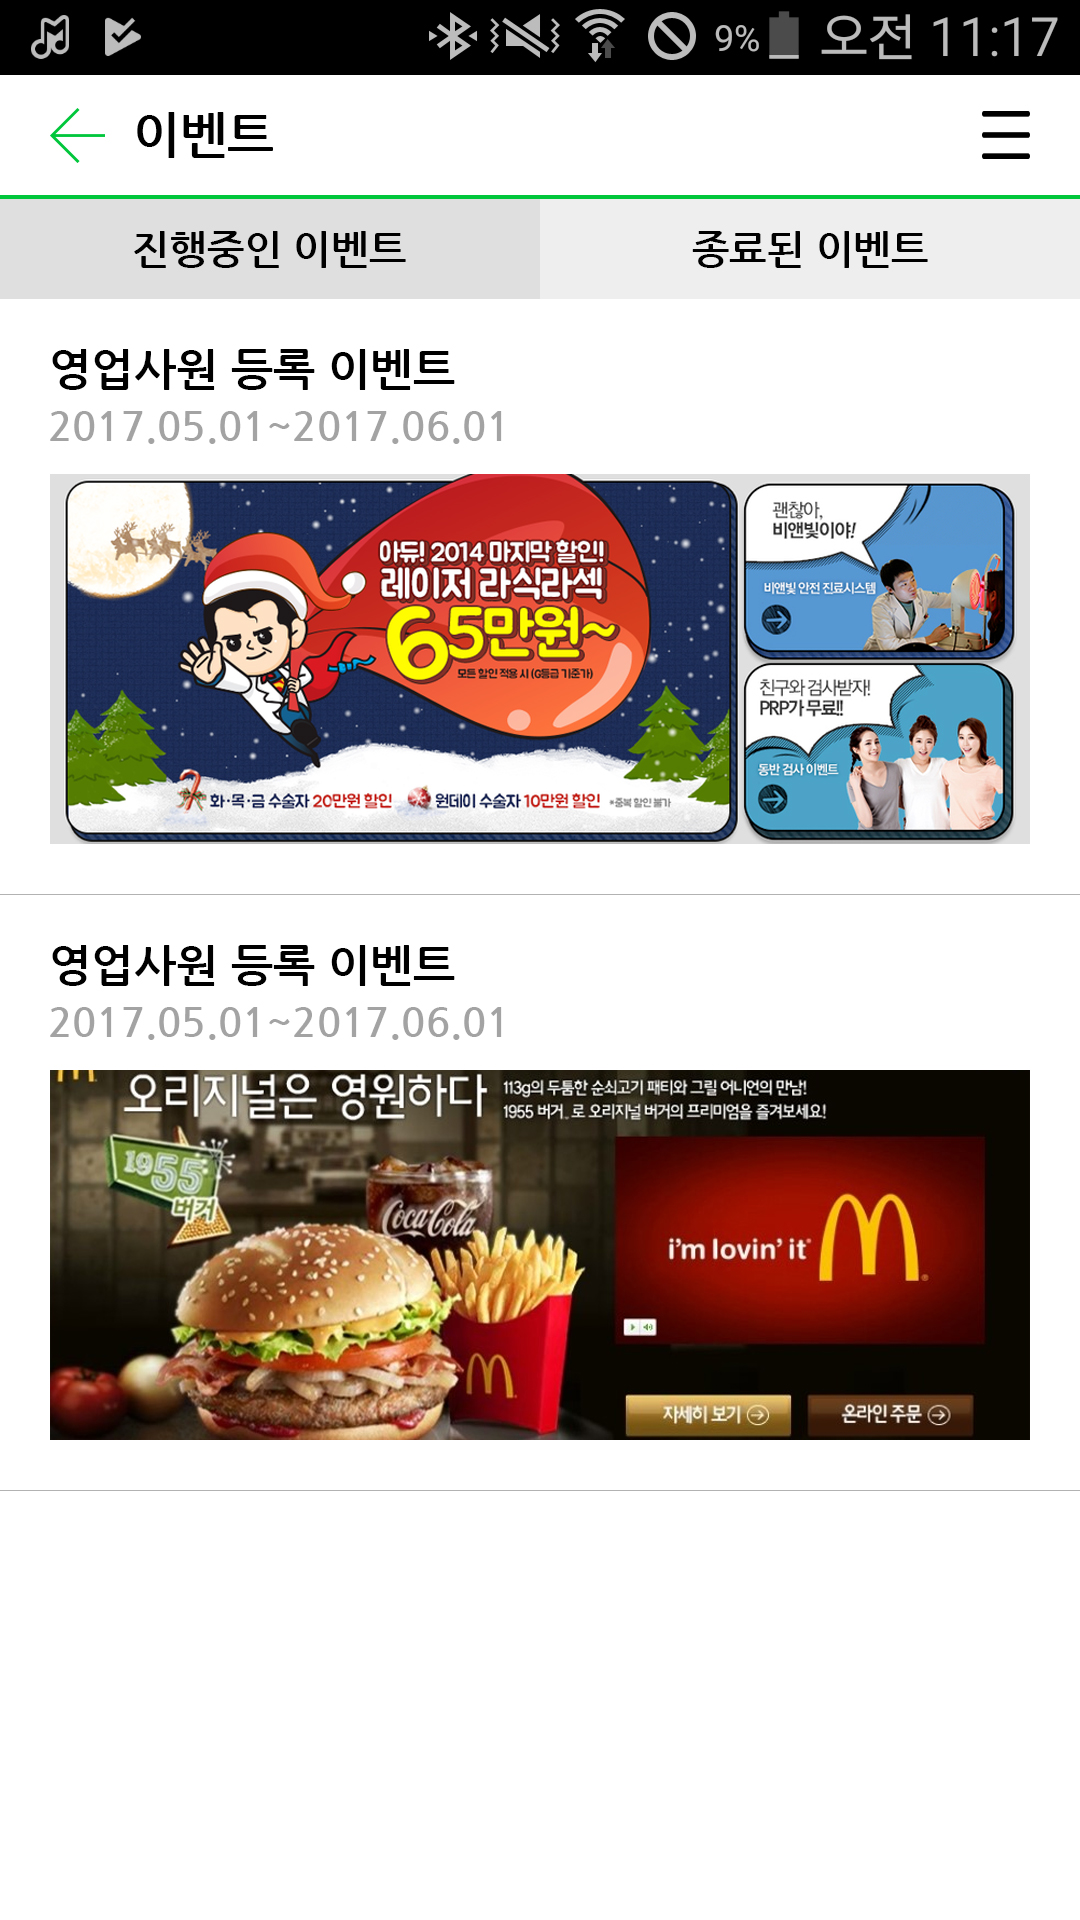 9% 오전 11:17
이벤트
진행중인 이벤트 종료된 이벤트
영업사원 등록 이벤트
2017.05.01~2017.06.01
아듀! 2014 마지막 할인!
레이저 라식라섹
65만원~
모든 할인 적용 시 (G등급 기준가)
화·목·금 수술자 20만원 할인 원데이 수술자 10만원 할인 *중복 할인 불가
괜찮아,
비앤빛이야!
비앤빛 안전 진료시스템
친구와 검사받자!
PRP가 무료!!
동반 검사 이벤트
영업사원 등록 이벤트
2017.05.01~2017.06.01
오리지널은 영원하다
113g의 두툼한 순쇠고기 패티와 그릴 어니언의 만남!
1955 버거™로 오리지널 버거의 프리미엄을 즐겨보세요!
1955
버거
Coca-Cola
i'm lovin' it
자세히 보기 온라인 주문